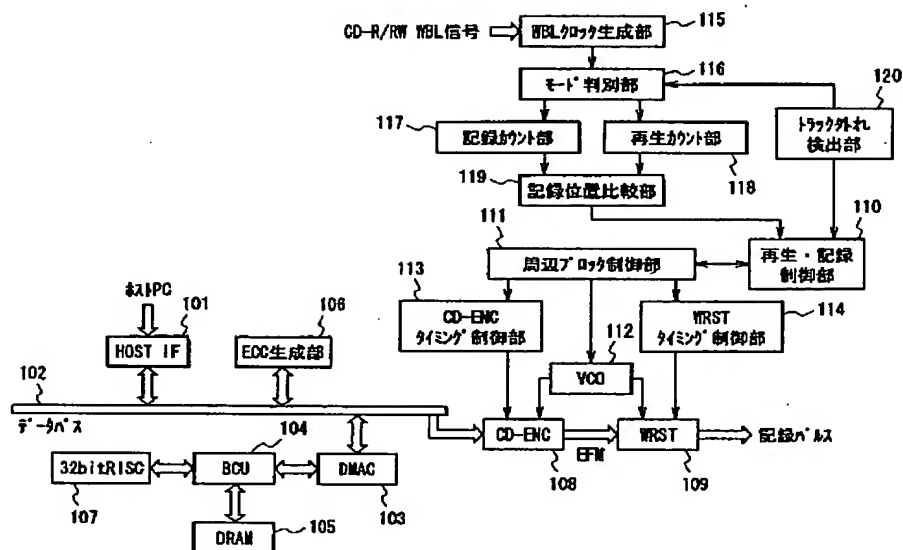 CD-R/RW WBL信号
WBLクロック生成部
115
モード判別部
116
120
117
記録カウント部
再生カウント部
118
トラック外れ
検出部
119
記録位置比較部
110
111
周辺ブロック制御部
再生・記録
制御部
113
CD-ENC
タイミング制御部
WRST
タイミング制御部
114
112
VCO
ホストPC
101
HOST IF
106
ECC生成部
102
データバス
CD-ENC
108
EFM
WRST
109
記録パルス
104
32bitRISC
107
BCU
DMAC
103
DRAM
105